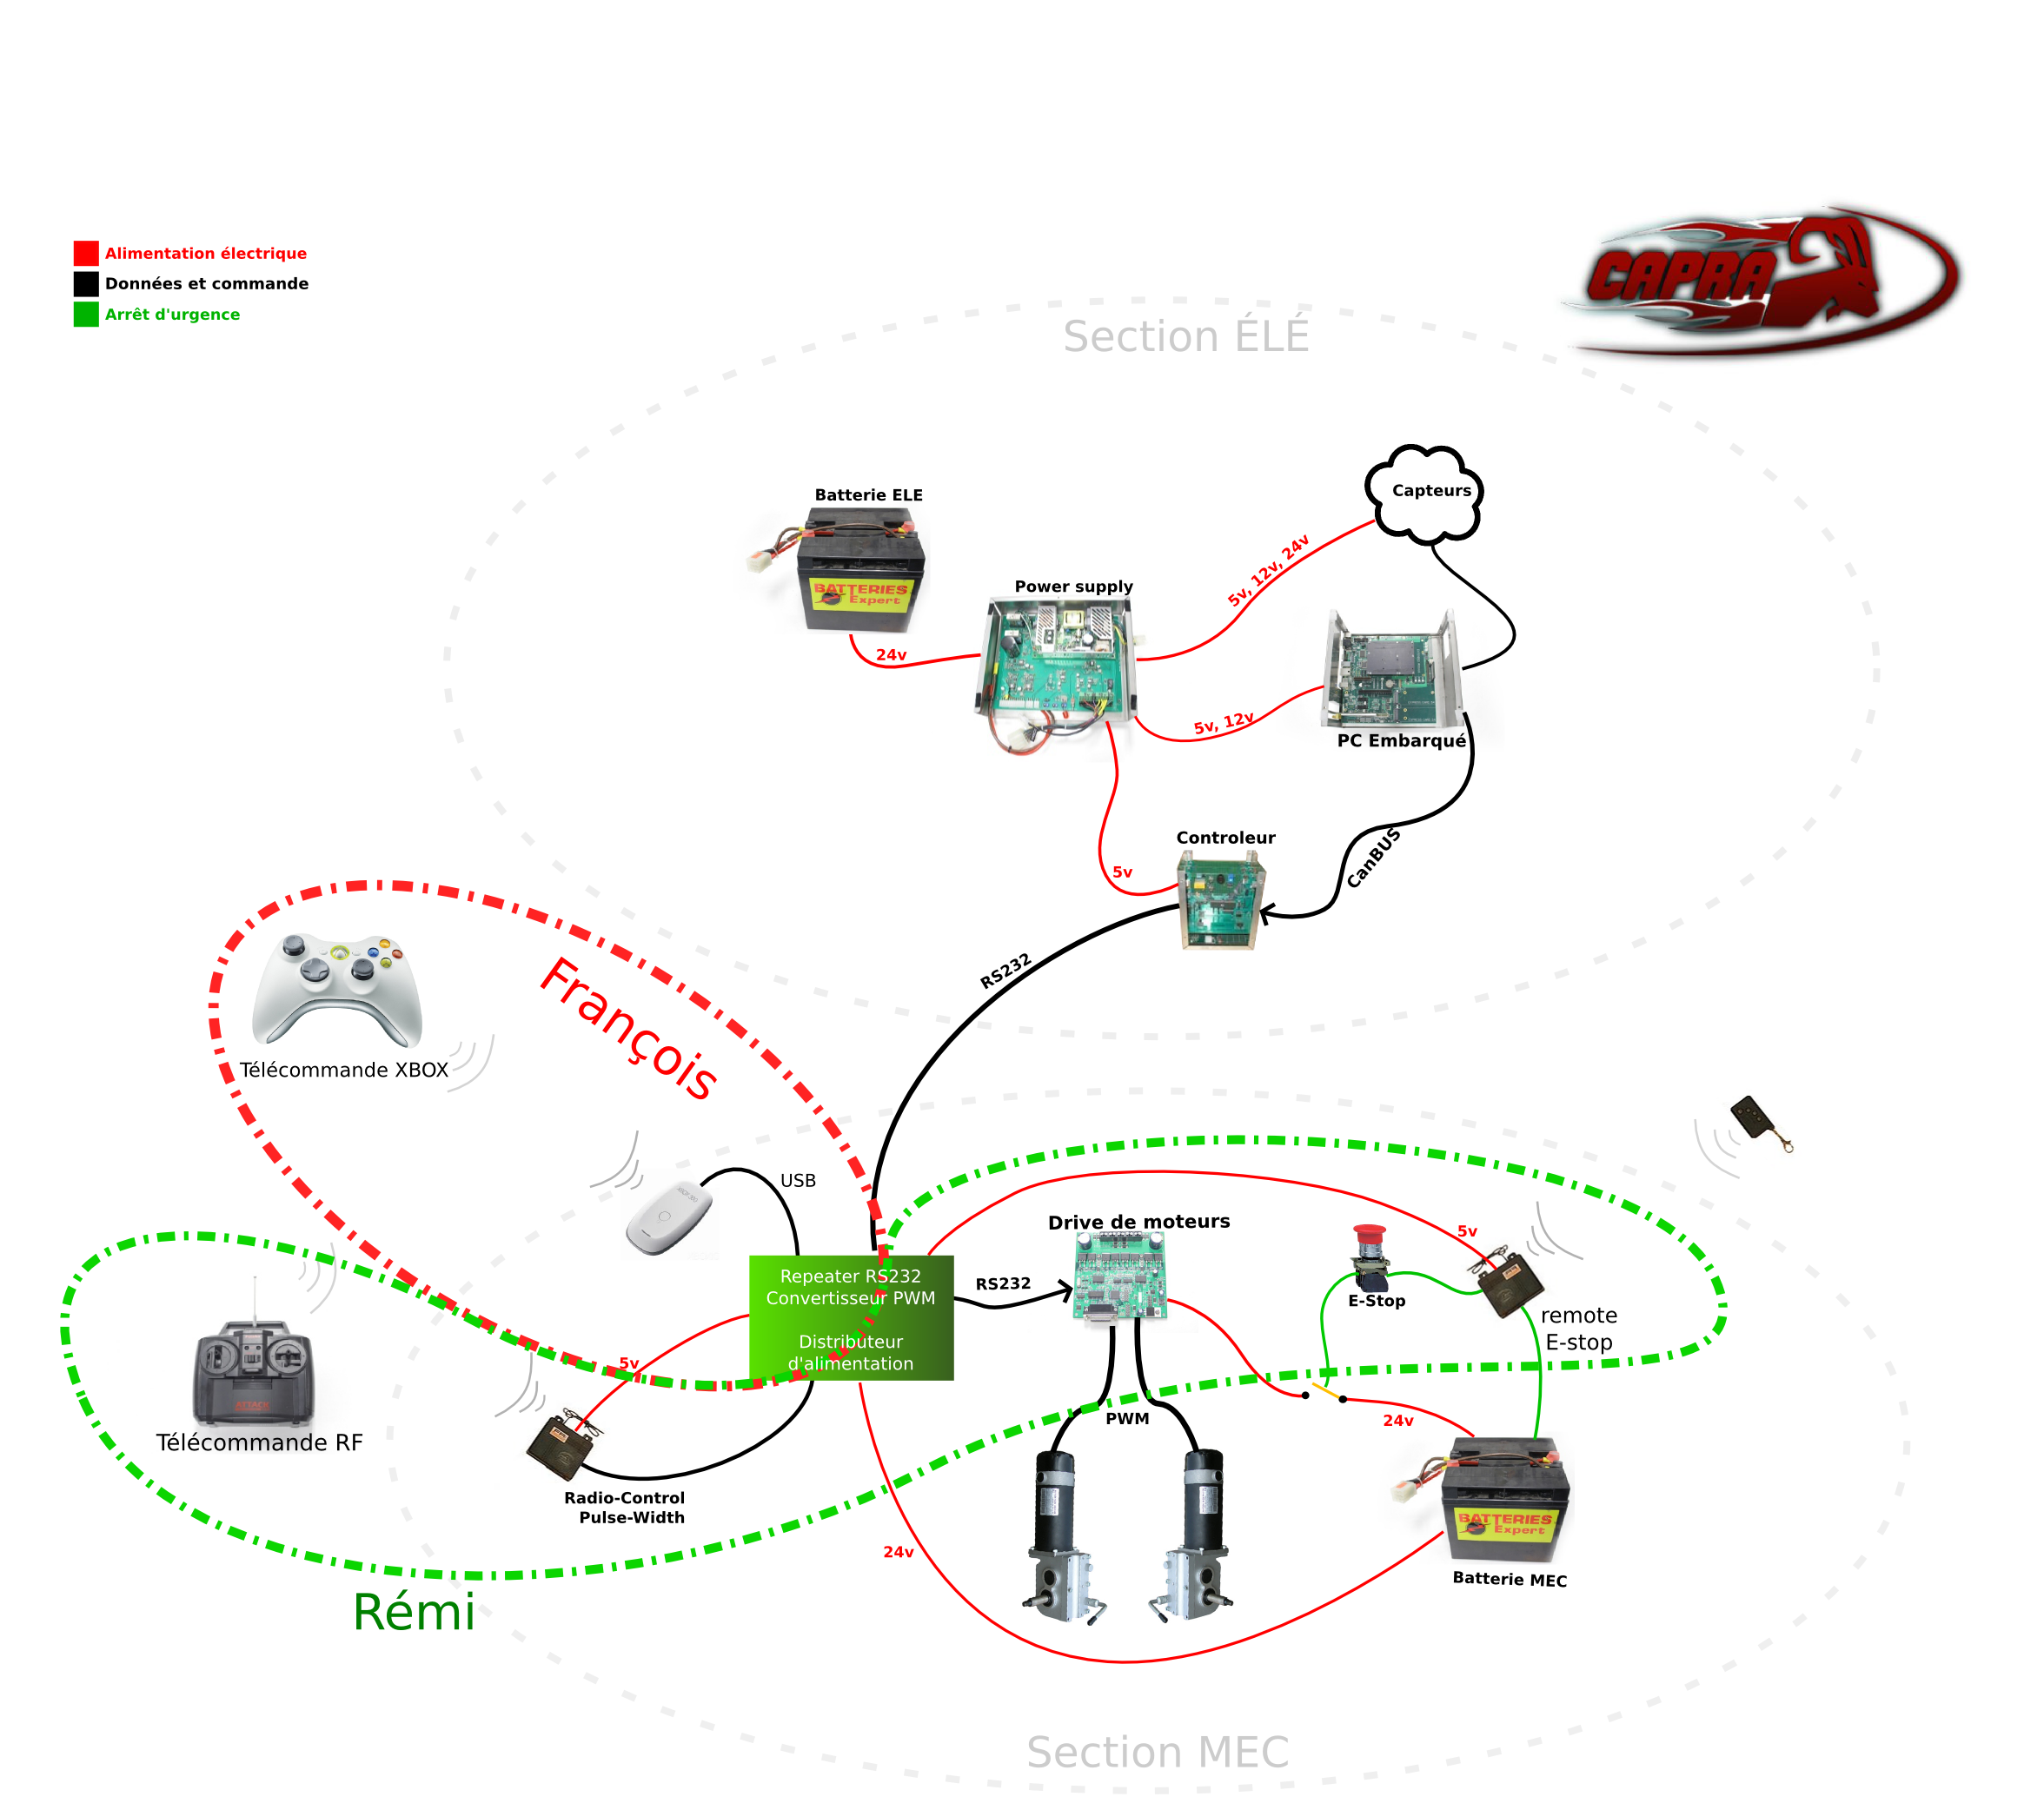 Alimentation électrique
Données et commande
Arrêt d'urgence
CAPRA
Section ÉLÉ
Batterie ELE
BATTERIES
Expert
24v
Power supply
5v, 12v, 24v
Capteurs
5v, 12v
PC Embarqué
5v
Controleur
CanBUS
RS232
François
Télécommande XBOX
USB
XBOX 360
Repeater RS232
Convertisseur PWM
Distributeur
d'alimentation
RS232
Drive de moteurs
5v
E-Stop
remote
E-stop
5v
Télécommande RF
Radio-Control
Pulse-Width
PWM
24v
24v
BATTERIES
Expert
Batterie MEC
Rémi
Section MEC